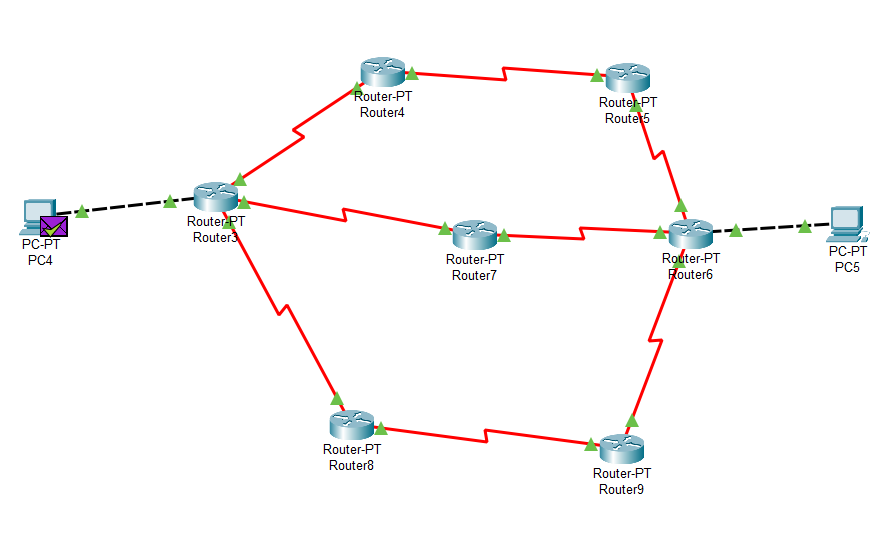 Router-PT
Router4
Router-PT
Router5
Router-PT
Router3
PC-PT
PC4
Router-PT
Router7
Router-PT
Router6
PC-PT
PC5
Router-PT
Router8
Router-PT
Router9